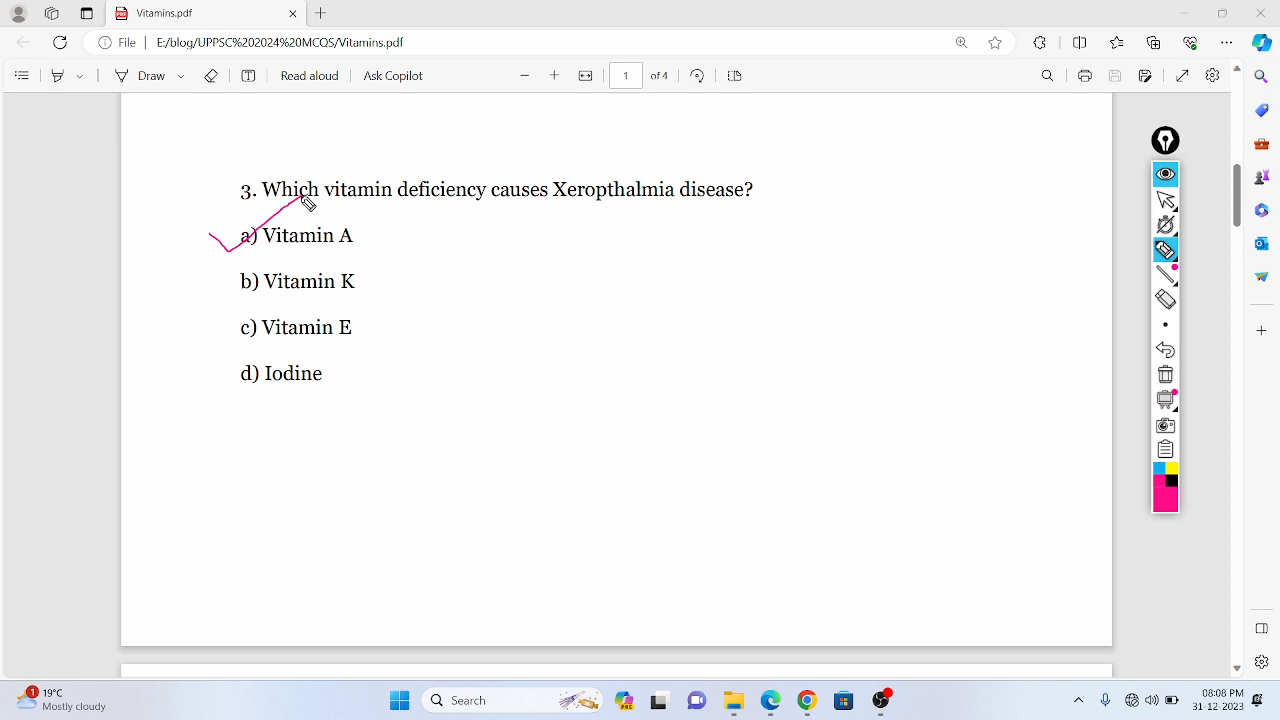 Vitamins.pdf
File
E:/blog/UPPSC%202024%20MCQS/Vitamins.pdf
Draw
Read aloud
Ask Copilot
1
of 4
3. Which vitamin deficiency causes Xeropthalmia disease?
a) Vitamin A
b) Vitamin K
c) Vitamin E
d) Iodine
1
19°C
Mostly cloudy
Search
PRE
08:08 PM
31-12-2023